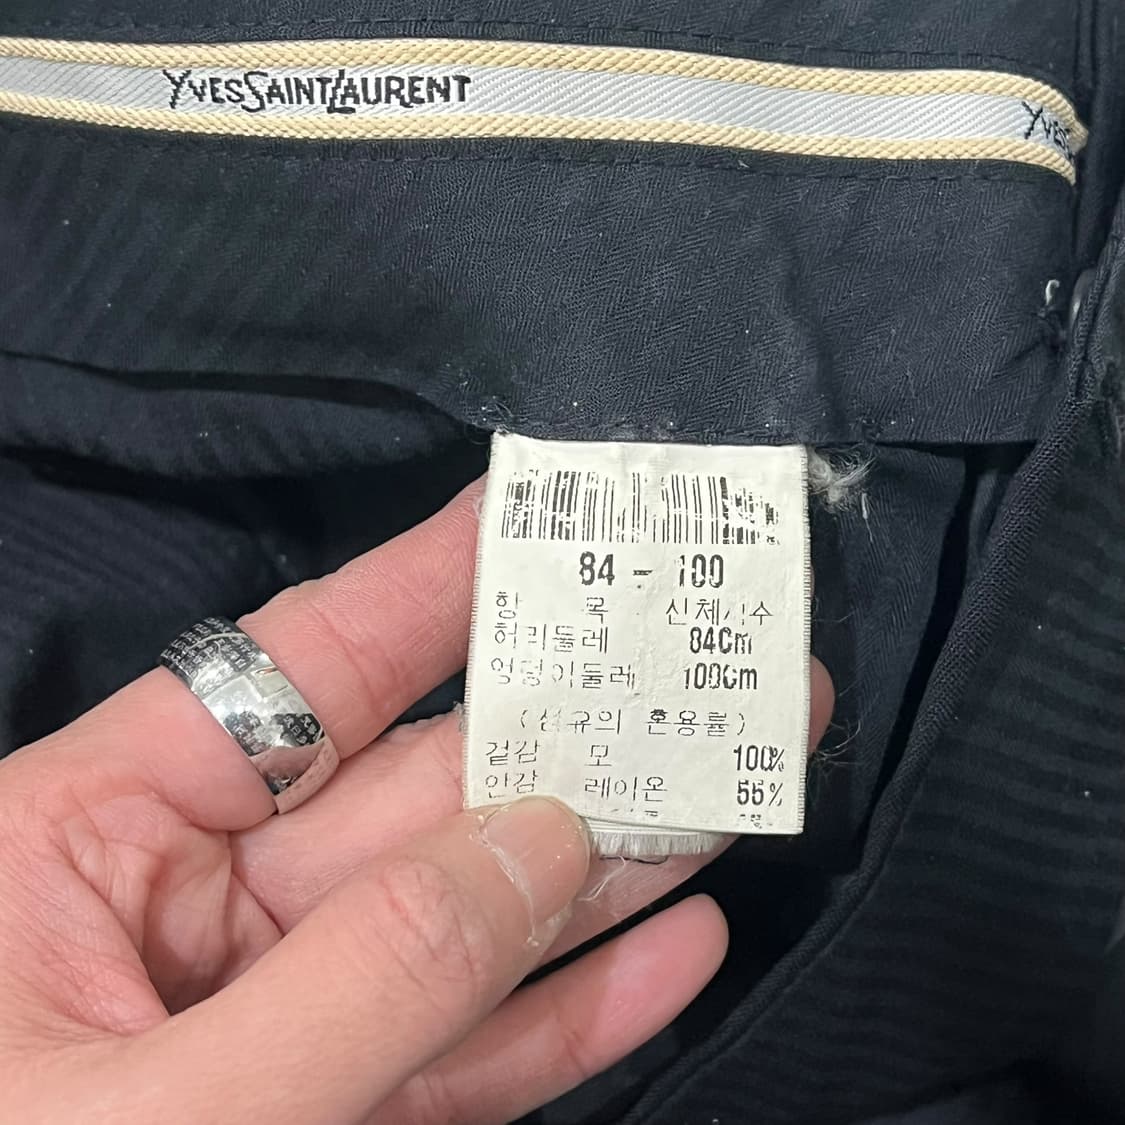 YVESSAINTLAURENT
YVES
84 - 100
항 목 신체치수
허리둘레 84Cm
엉덩이둘레 100cm
(섬유의 혼용률)
겉감 모 100%
안감 레이온 55%